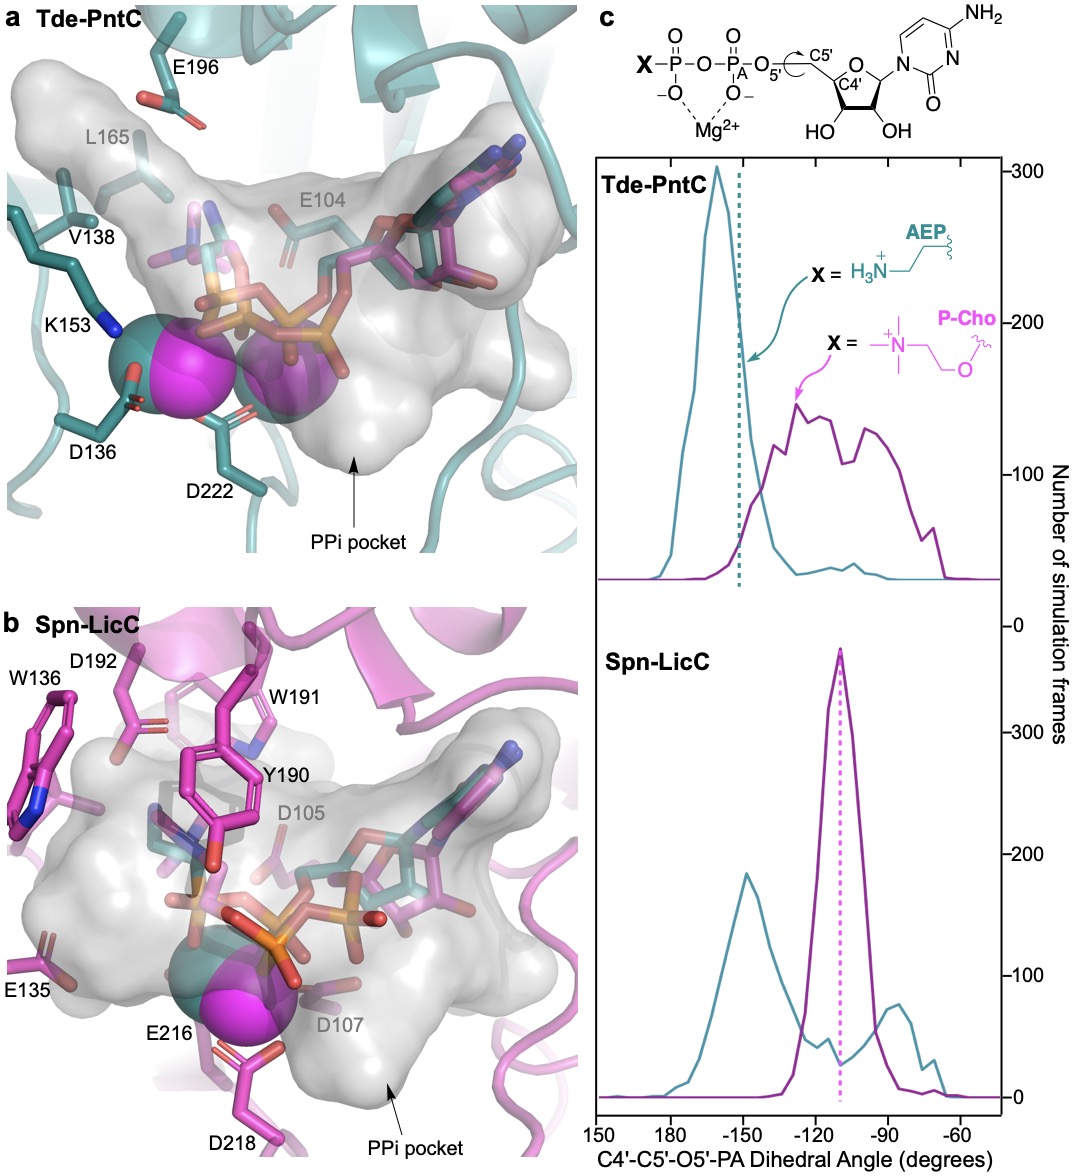 a
Tde-PntC
E196
L165
E104
V138
K153
D136
D222
PPi pocket
b
Spn-LicC
D192
W136
W191
Y190
D105
E135
E216
D107
D218
PPi pocket
c
O O
X P O P O C5' O N N NH₂
A 5' C4' O
O− O−
Mg2+
HO OH
Tde-PntC
300
AEP
X = H₃N+
P-Cho
X = N+ O
200
100
0
Spn-LicC
300
200
100
0
Number of simulation frames
150 180 -150 -120 -90 -60
C4'-C5'-O5'-PA Dihedral Angle (degrees)